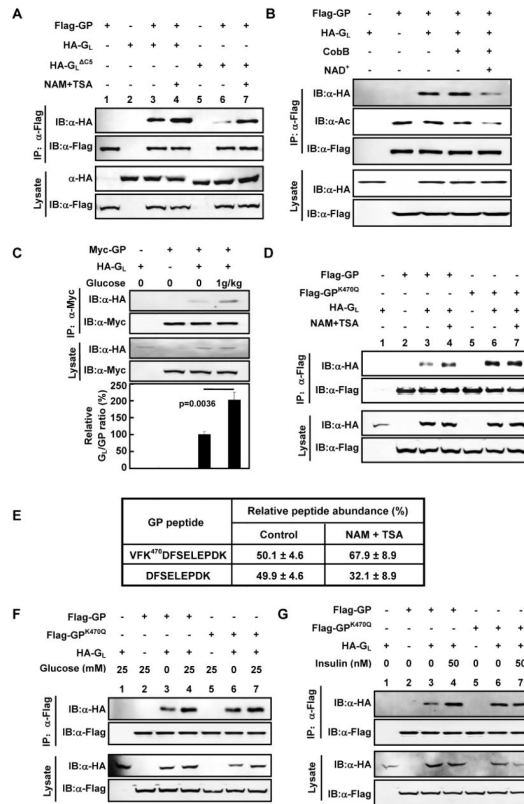 A
Flag-GP + - + + - + +
HA-GL - + + + - - -
HA-GLΔC5 - - - - + + +
NAM+TSA - - - + - - +
1 2 3 4 5 6 7
IP: α-Flag
IB:α-HA
IB:α-Flag
Lysate
α-HA
IB:α-Flag
B
Flag-GP - + + + +
HA-GL + - + + +
CobB - - - + +
NAD+ - - - - +
IP: α-Flag
IB:α-HA
IB:α-Ac
IB:α-Flag
Lysate
IB:α-HA
IB:α-Flag
C
Myc-GP - + + +
HA-GL + - + +
Glucose 0 0 0 1g/kg
IP: α-Myc
IB:α-HA
IB:α-Myc
Lysate
IB:α-HA
IB:α-Myc
Relative
GL/GP ratio (%)
300
200
100
0
p=0.0036
D
Flag-GP - + + + - - -
Flag-GPK470Q - - - - + + +
HA-GL + - + + - + +
NAM+TSA - - - + - - +
1 2 3 4 5 6 7
IP: α-Flag
IB:α-HA
IB:α-Flag
Lysate
IB:α-HA
IB:α-Flag
E
GP peptide
Relative peptide abundance (%)
Control NAM + TSA
VFK470DFSELEPDK 50.1 ± 4.6 67.9 ± 8.9
DFSELEPDK 49.9 ± 4.6 32.1 ± 8.9
F
Flag-GP - + + + - - -
Flag-GPK470Q - - - - + + +
HA-GL + - + + - + +
Glucose (mM) 25 25 0 25 25 0 25
1 2 3 4 5 6 7
IP: α-Flag
IB:α-HA
IB:α-Flag
Lysate
IB:α-HA
IB:α-Flag
G
Flag-GP - + + + - - -
Flag-GPK470Q - - - - + + +
HA-GL + - + + - + +
Insulin (nM) 0 0 0 50 0 0 50
1 2 3 4 5 6 7
IP: α-Flag
IB:α-HA
IB:α-Flag
Lysate
IB:α-HA
IB:α-Flag